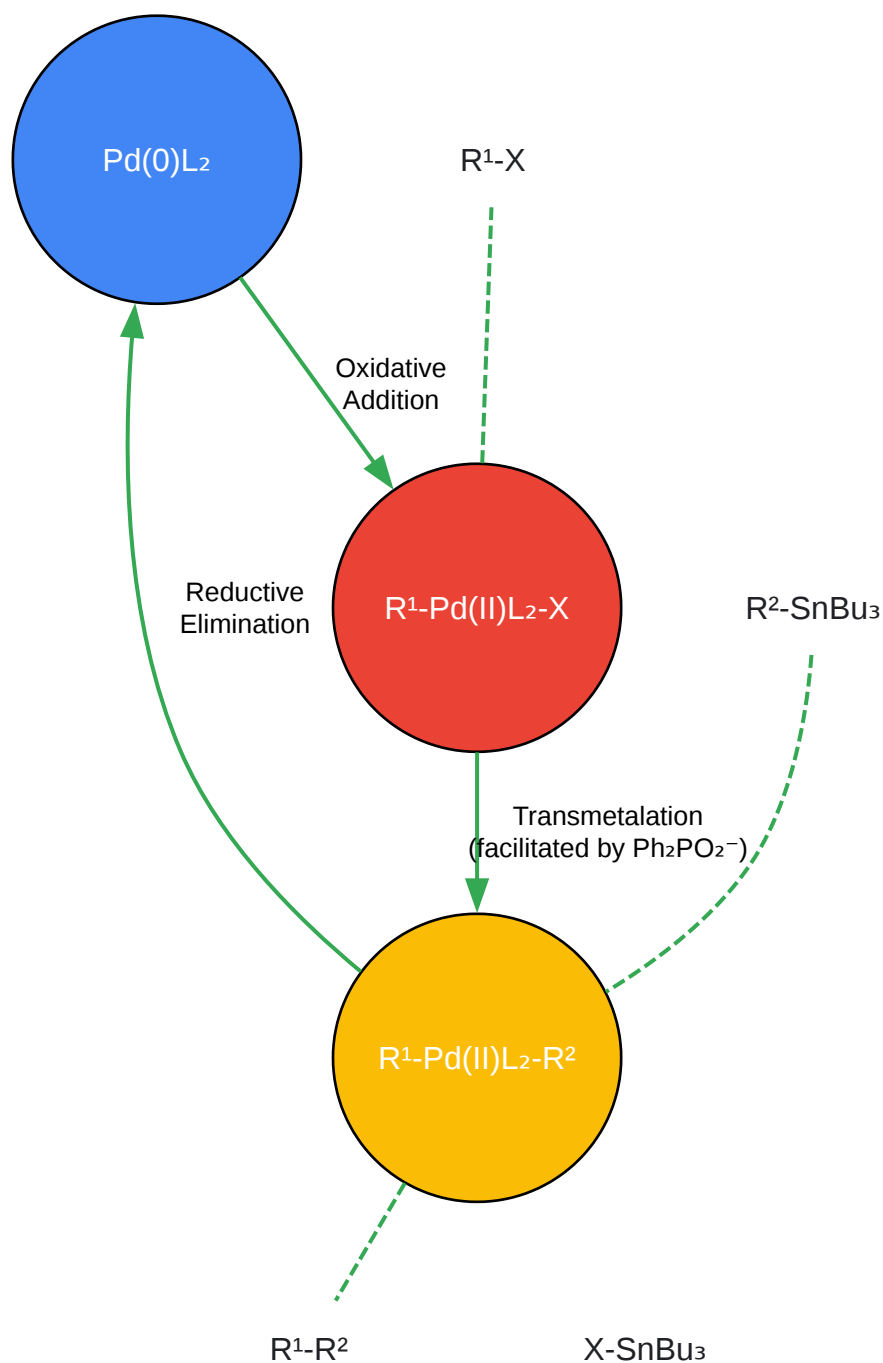 Pd(0)L₂
R¹-X
Oxidative
Addition
Reductive
Elimination
R¹-Pd(II)L₂-X
R²-SnBu₃
Transmetalation
(facilitated by Ph₂PO₂⁻)
R¹-Pd(II)L₂-R²
R¹-R²
X-SnBu₃